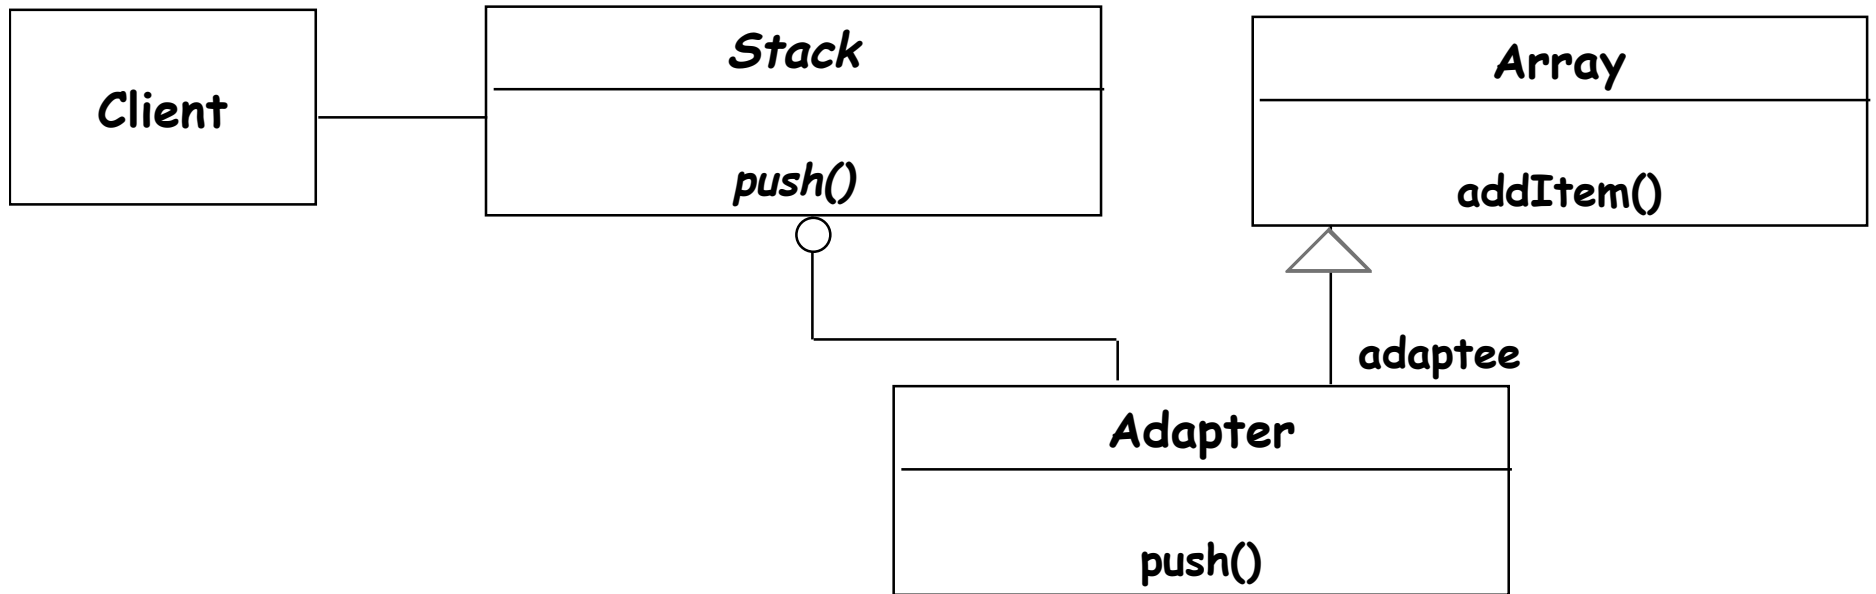 Client
Stack
push()
Array
addItem()
adaptee
Adapter
push()